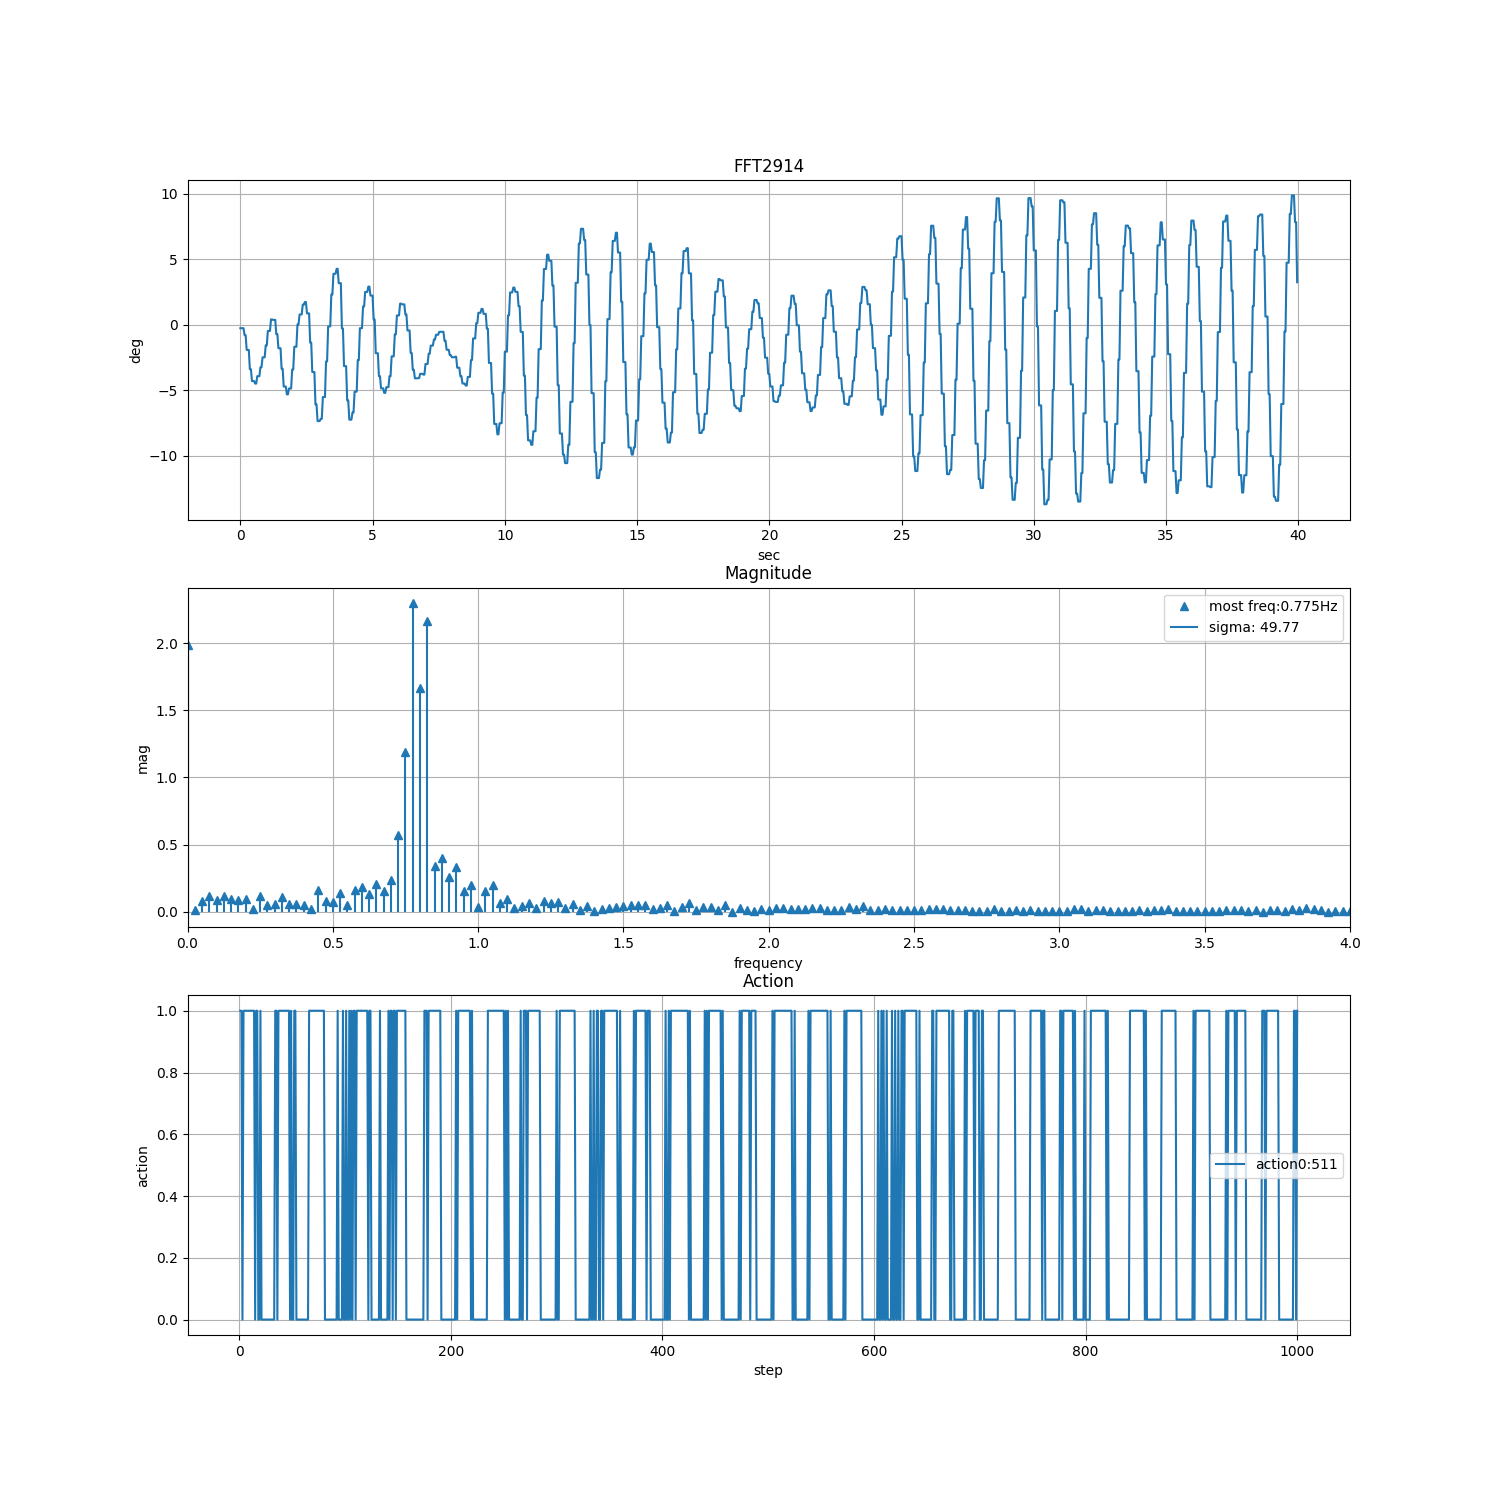 FFT2914
10
5
0
−5
−10
deg
0 5 10 15 20 25 30 35 40
sec
Magnitude
most freq:0.775Hz
sigma: 49.77
2.0
1.5
1.0
0.5
0.0
mag
0.0 0.5 1.0 1.5 2.0 2.5 3.0 3.5 4.0
frequency
Action
1.0
0.8
0.6
0.4
0.2
0.0
action
action0:511
0 200 400 600 800 1000
step